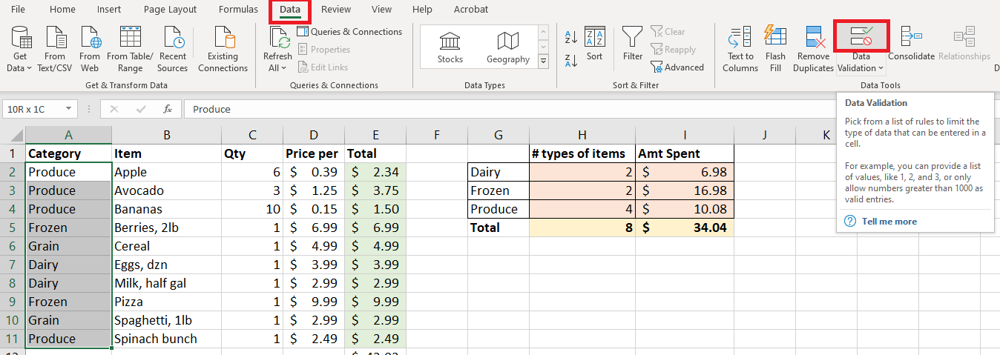 File Home Insert Page Layout Formulas Data Review View Help Acrobat
Get Data From Text/CSV From Web From Table/ Range Recent Sources Existing Connections
Get & Transform Data
Refresh All
Queries & Connections
Properties
Edit Links
Queries & Connections
Stocks Geography
Data Types
Sort Filter
Clear
Reapply
Advanced
Sort & Filter
Text to Columns Flash Fill Remove Duplicates Data Validation Consolidate Relationships
Data Tools
10R x 1C fx Produce
Data Validation
Pick from a list of rules to limit the
type of data that can be entered in a
cell.
For example, you can provide a list
of values, like 1, 2, and 3, or only
allow numbers greater than 1000 as
valid entries.
Tell me more
A B C D E F G H I J K
1 Category Item Qty Price per Total # types of items Amt Spent
2 Produce Apple 6 $ 0.39 $ 2.34 Dairy 2 $ 6.98
3 Produce Avocado 3 $ 1.25 $ 3.75 Frozen 2 $ 16.98
4 Produce Bananas 10 $ 0.15 $ 1.50 Produce 4 $ 10.08
5 Frozen Berries, 2lb 1 $ 6.99 $ 6.99 Total 8 $ 34.04
6 Grain Cereal 1 $ 4.99 $ 4.99
7 Dairy Eggs, dzn 1 $ 3.99 $ 3.99
8 Dairy Milk, half gal 1 $ 2.99 $ 2.99
9 Frozen Pizza 1 $ 9.99 $ 9.99
10 Grain Spaghetti, 1lb 1 $ 2.99 $ 2.99
11 Produce Spinach bunch 1 $ 2.49 $ 2.49